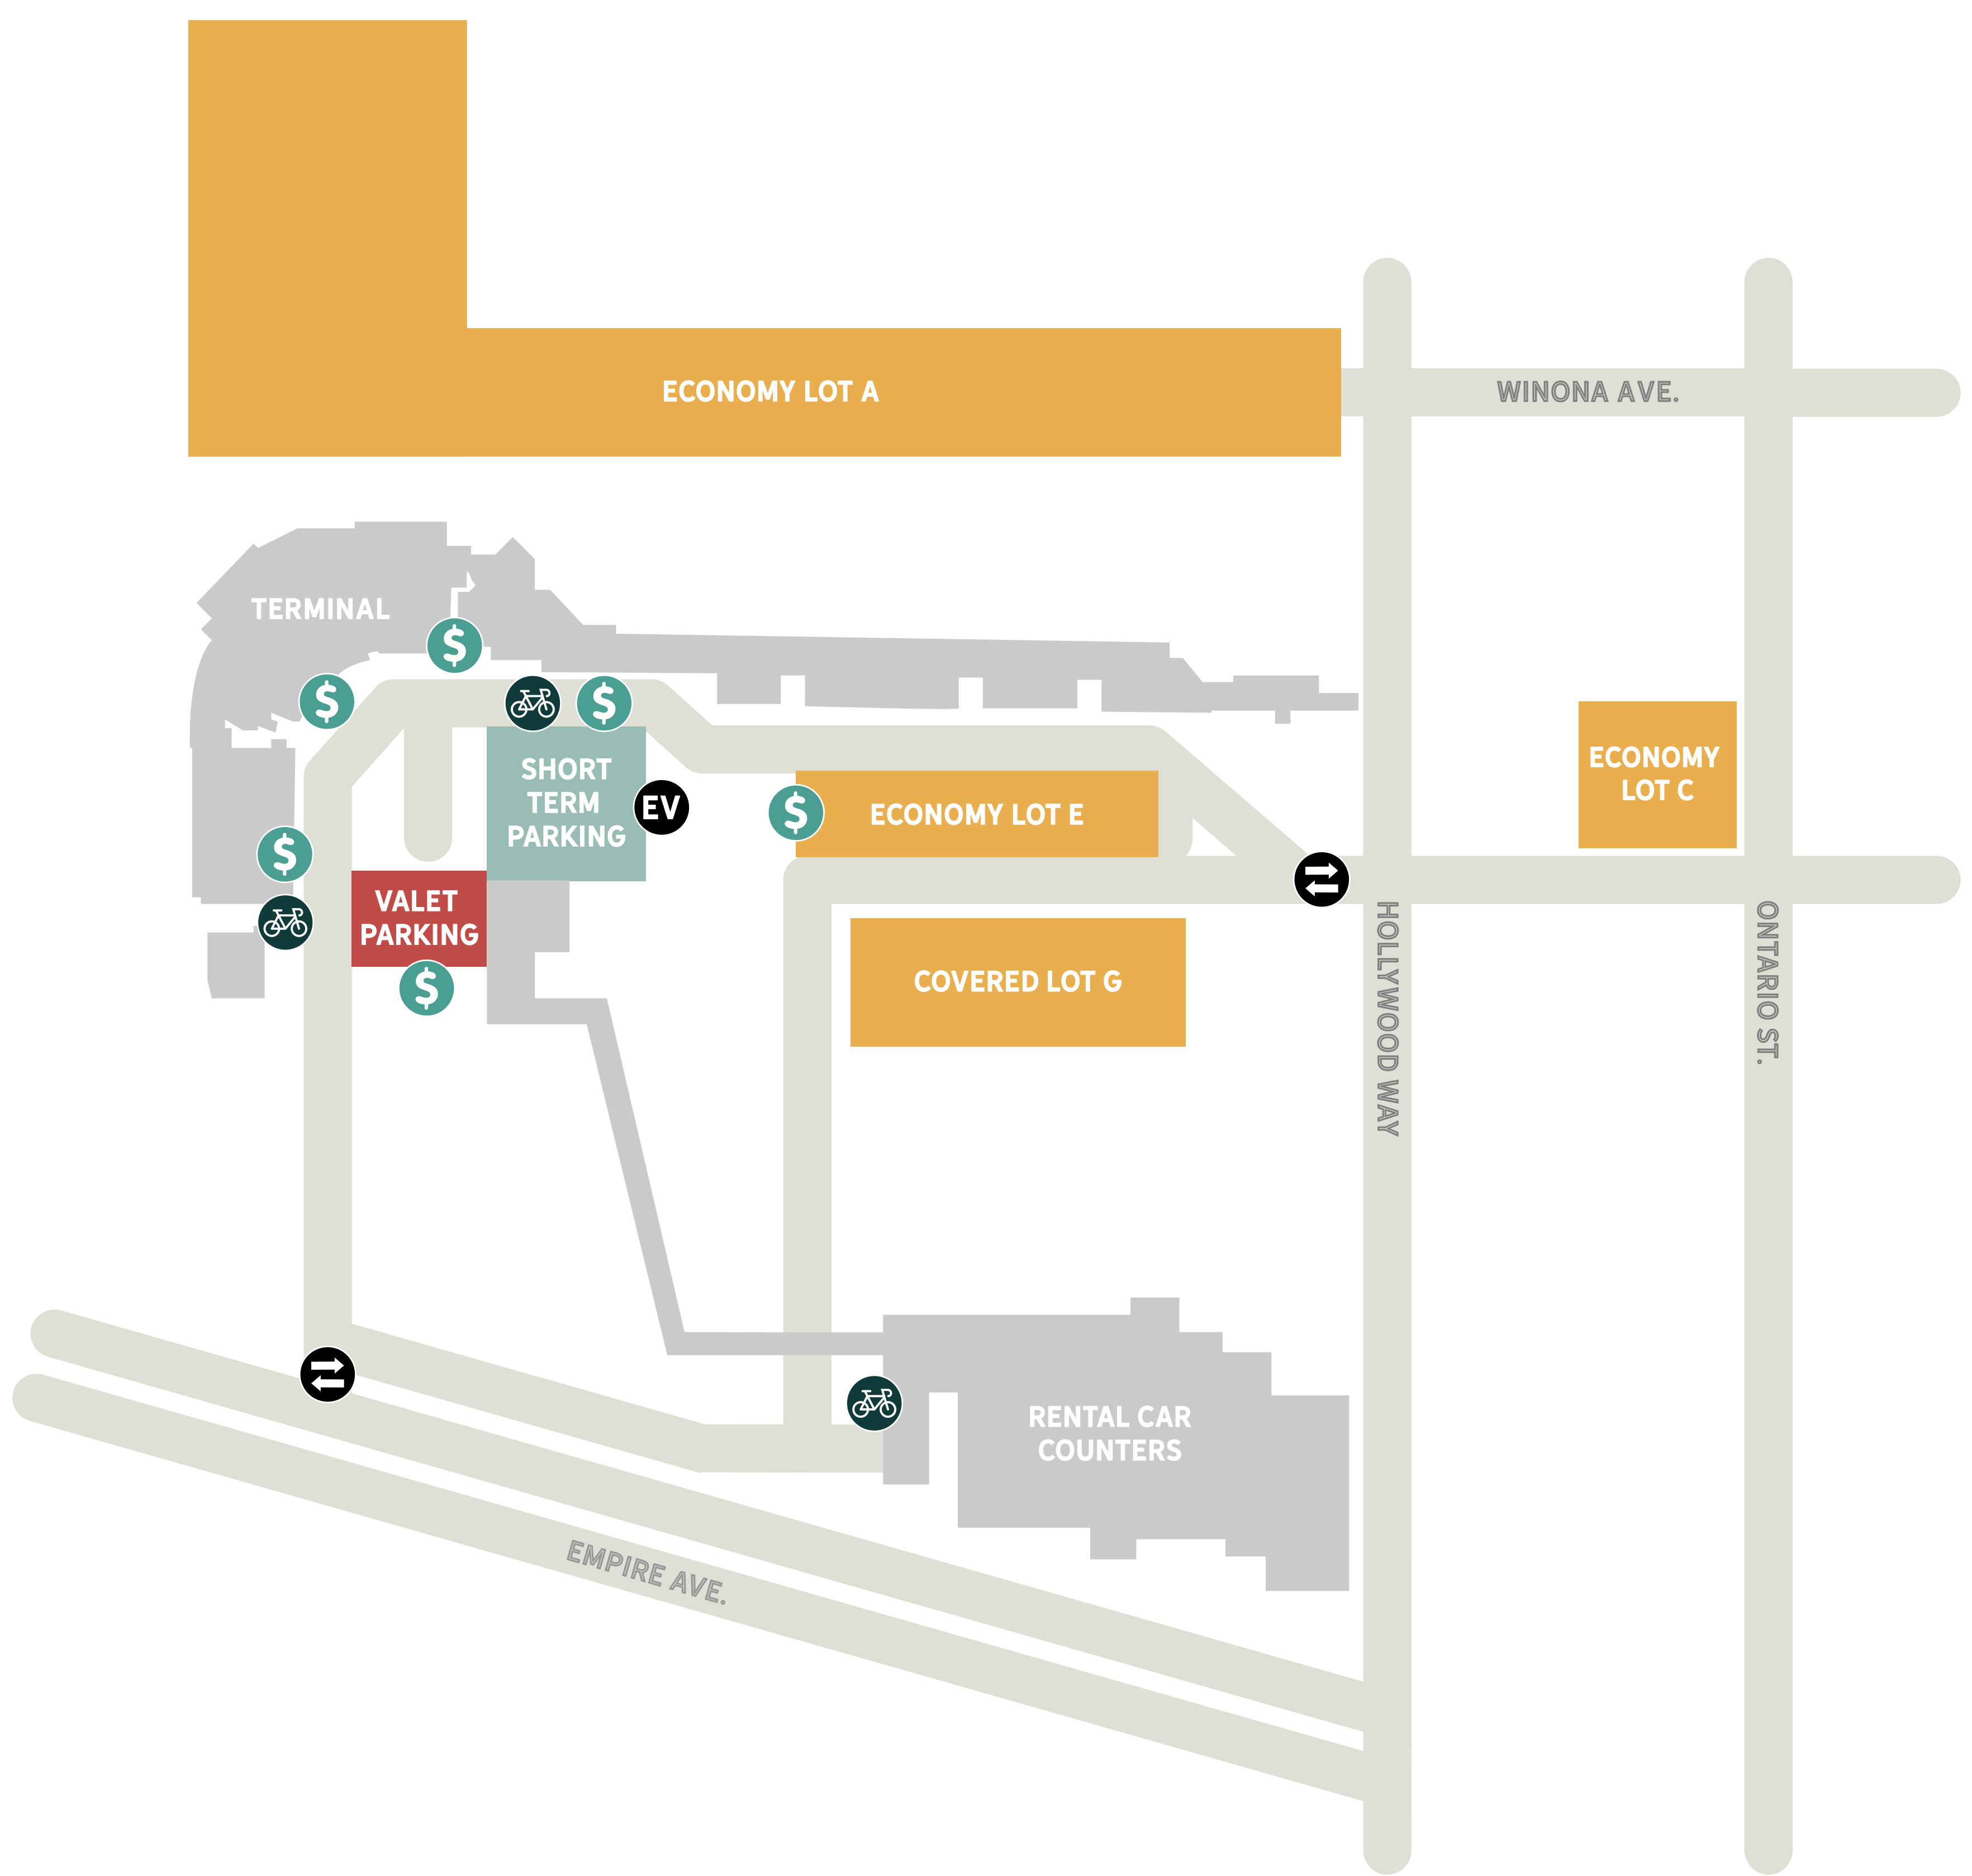 ECONOMY LOT A
WINONA AVE.
TERMINAL
$
$
$
SHORT
TERM
PARKING
EV
$
ECONOMY LOT E
ECONOMY
LOT C
$
VALET
PARKING
$
COVERED LOT G
HOLLYWOOD WAY
ONTARIO ST.
RENTAL CAR
COUNTERS
EMPIRE AVE.